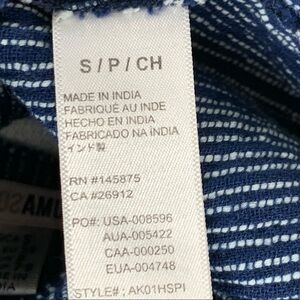 S/P/CH
MADE IN INDIA
FABRIQUÉ AU INDE
HECHO EN INDIA
FABRICADO NA ÍNDIA
インド製
RN #145875
CA #26912
PO#: USA-008596
AUA-005422
CAA-000250
EUA-004748
STYLE# ; AK01HSPI